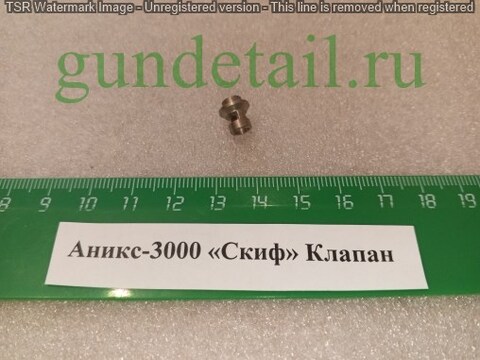 TSR Watermark Image - Unregistered version - This line is removed when registered
gundetail.ru
8 9 10 11 12 13 14 15 16 17 18 19
Аникс-3000 «Скиф» Клапан